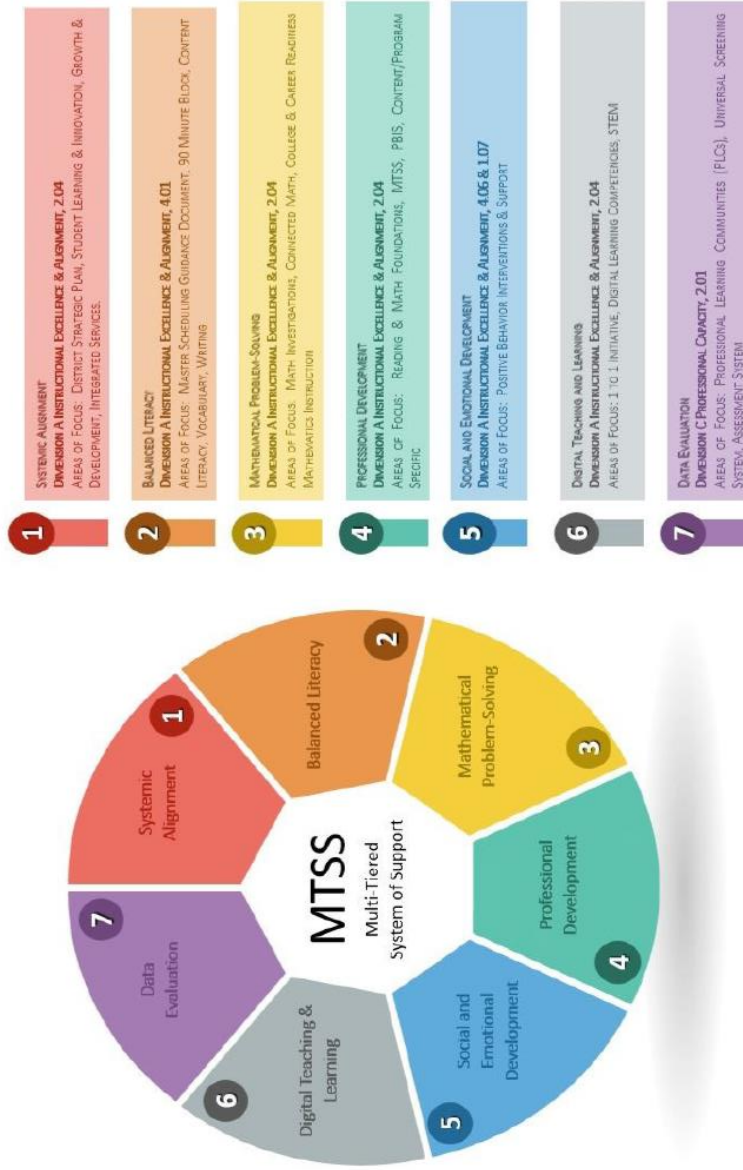 MTSS
Multi-Tiered
System of Support
Systemic
Alignment
1
Balanced Literacy
2
Mathematical
Problem-Solving
3
Professional
Development
4
Social and
Emotional
Development
5
Digital Teaching &
Learning
6
Data
Evaluation
7
1
SYSTEMIC ALIGNMENT
DIMENSION A INSTRUCTIONAL EXCELLENCE & ALIGNMENT, 2.04
AREAS OF FOCUS: DISTRICT STRATEGIC PLAN, STUDENT LEARNING & INNOVATION, GROWTH &
DEVELOPMENT, INTEGRATED SERVICES.
2
BALANCED LITERACY
DIMENSION A INSTRUCTIONAL EXCELLENCE & ALIGNMENT, 4.01
AREAS OF FOCUS: MASTER SCHEDULING GUIDANCE DOCUMENT, 90 MINUTE BLOCK, CONTENT
LITERACY, VOCABULARY, WRITING
3
MATHEMATICAL PROBLEM-SOLVING
DIMENSION A INSTRUCTIONAL EXCELLENCE & ALIGNMENT, 2.04
AREAS OF FOCUS: MATH INVESTIGATIONS, CONNECTED MATH, COLLEGE & CAREER READINESS
MATHEMATICS INSTRUCTION
4
PROFESSIONAL DEVELOPMENT
DIMENSION A INSTRUCTIONAL EXCELLENCE & ALIGNMENT, 2.04
AREAS OF FOCUS: READING & MATH FOUNDATIONS, MTSS, PBIS, CONTENT/PROGRAM
SPECIFIC
5
SOCIAL AND EMOTIONAL DEVELOPMENT
DIMENSION A INSTRUCTIONAL EXCELLENCE & ALIGNMENT, 4.06 & 1.07
AREAS OF FOCUS: POSITIVE BEHAVIOR INTERVENTIONS & SUPPORT
6
DIGITAL TEACHING AND LEARNING
DIMENSION A INSTRUCTIONAL EXCELLENCE & ALIGNMENT, 2.04
AREAS OF FOCUS: 1 TO 1 INITIATIVE, DIGITAL LEARNING COMPETENCIES, STEM
7
DATA EVALUATION
DIMENSION C PROFESSIONAL CAPACITY, 2.01
AREAS OF FOCUS: PROFESSIONAL LEARNING COMMUNITIES (PLCS), UNIVERSAL SCREENING
SYSTEM, ASSESSMENT SYSTEM